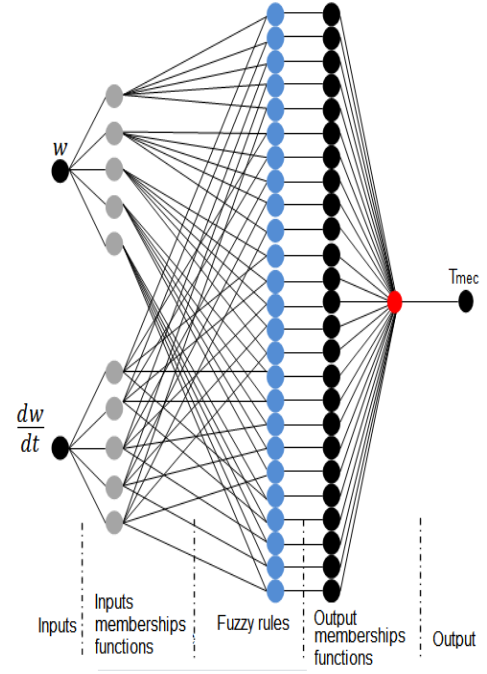 w
Tmec
dw
dt
Inputs
Inputs
memberships
functions
Fuzzy rules
Output
memberships
functions
Output